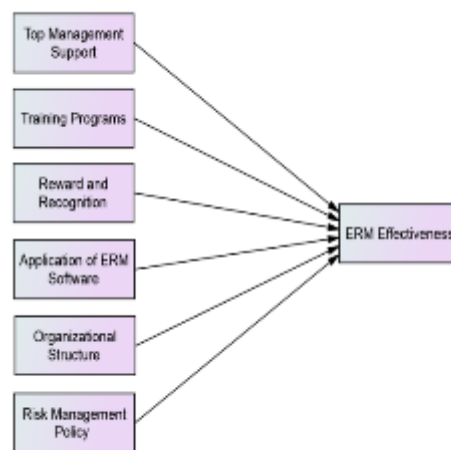 Top Management
Support
Training Programs
Reward and
Recognition
ERM Effectiveness
Application of ERM
Software
Organizational
Structure
Risk Management
Policy